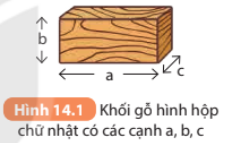 b
a
c
Hình 14.1 Khối gỗ hình hộp
chữ nhật có các cạnh a, b, c